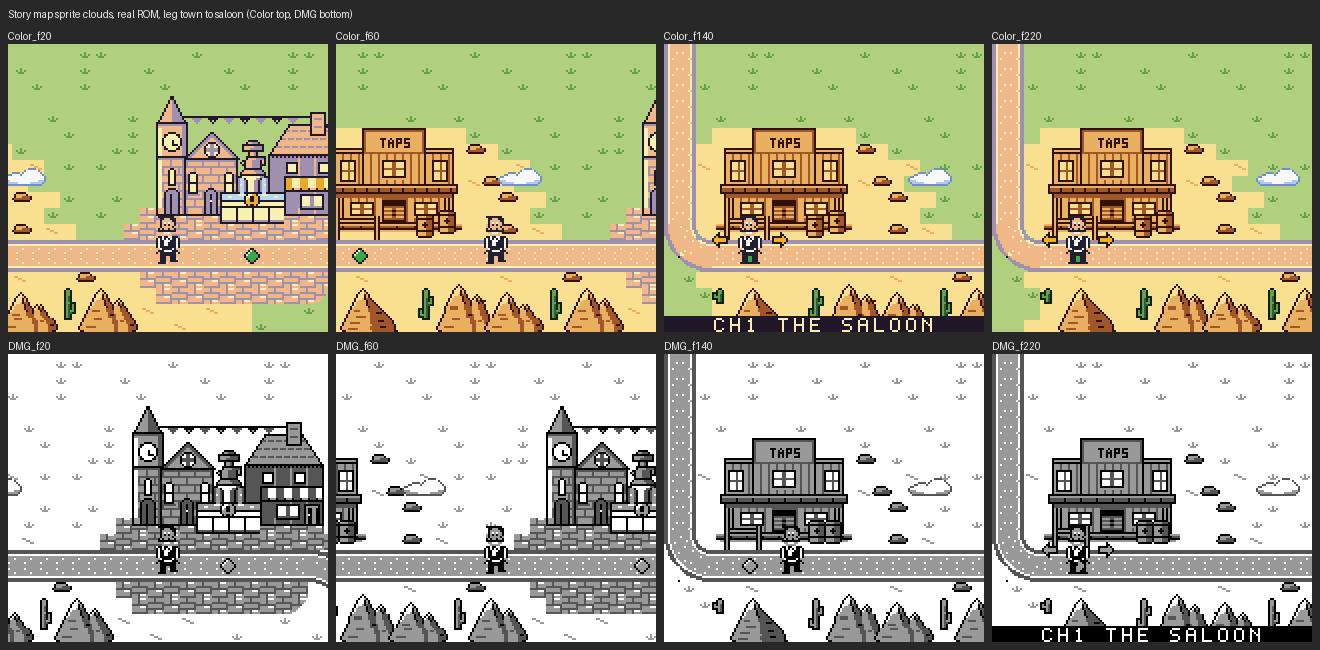 Story map sprite clouds, real ROM, leg town to saloon (Color top, DMG bottom)
Color_f20
Color_f60
Color_f140
Color_f220
TAPS
TAPS
TAPS
CH1 THE SALOON
DMG_f20
DMG_f60
DMG_f140
DMG_f220
TAPS
TAPS
CH1 THE SALOON